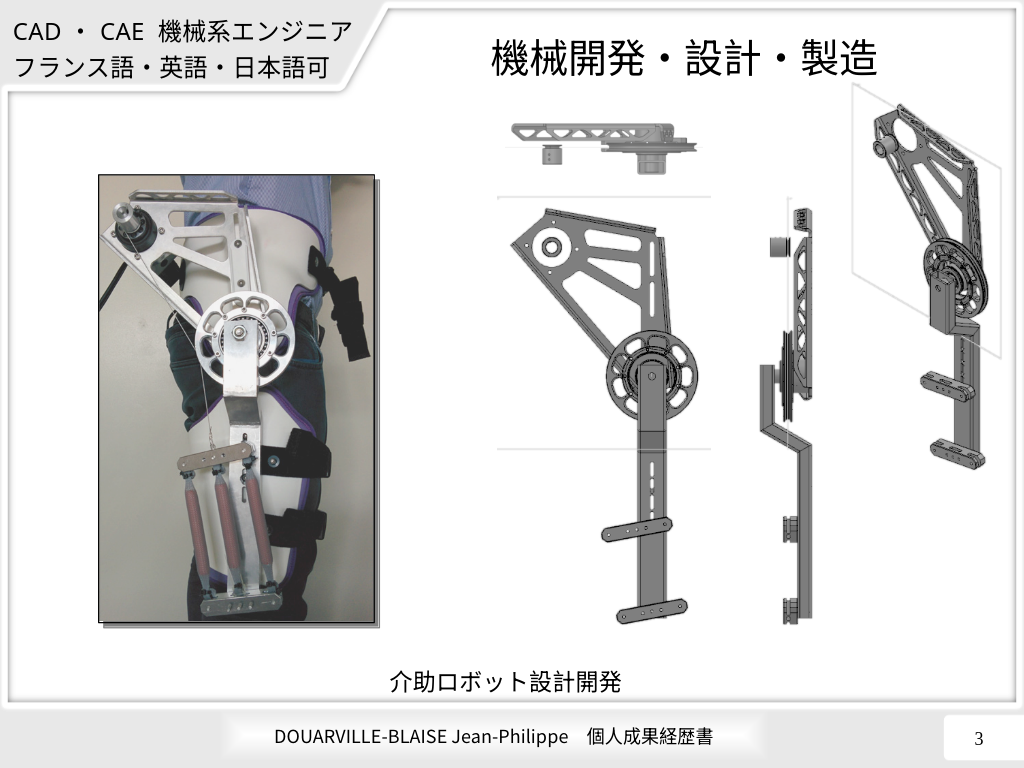 CAD ・ CAE 機械系エンジニア
フランス語・英語・日本語可
機械開発・設計・製造
介助ロボット設計開発
DOUARVILLE-BLAISE Jean-Philippe　個人成果経歴書
3